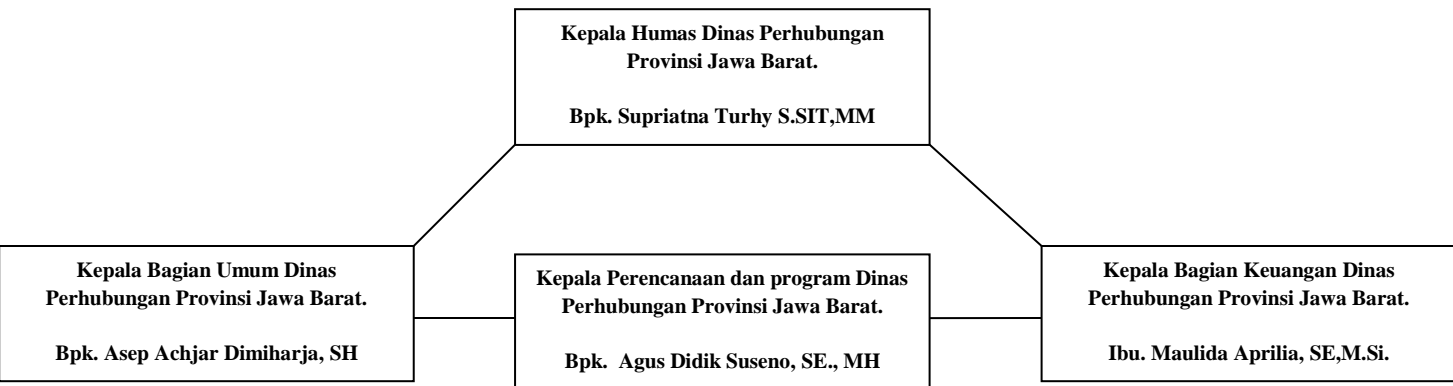 Kepala Humas Dinas Perhubungan
Provinsi Jawa Barat.
Bpk. Supriatna Turhy S.SIT,MM
Kepala Bagian Umum Dinas
Perhubungan Provinsi Jawa Barat.
Bpk. Asep Achjar Dimiharja, SH
Kepala Perencanaan dan program Dinas
Perhubungan Provinsi Jawa Barat.
Bpk. Agus Didik Suseno, SE., MH
Kepala Bagian Keuangan Dinas
Perhubungan Provinsi Jawa Barat.
Ibu. Maulida Aprilia, SE,M.Si.